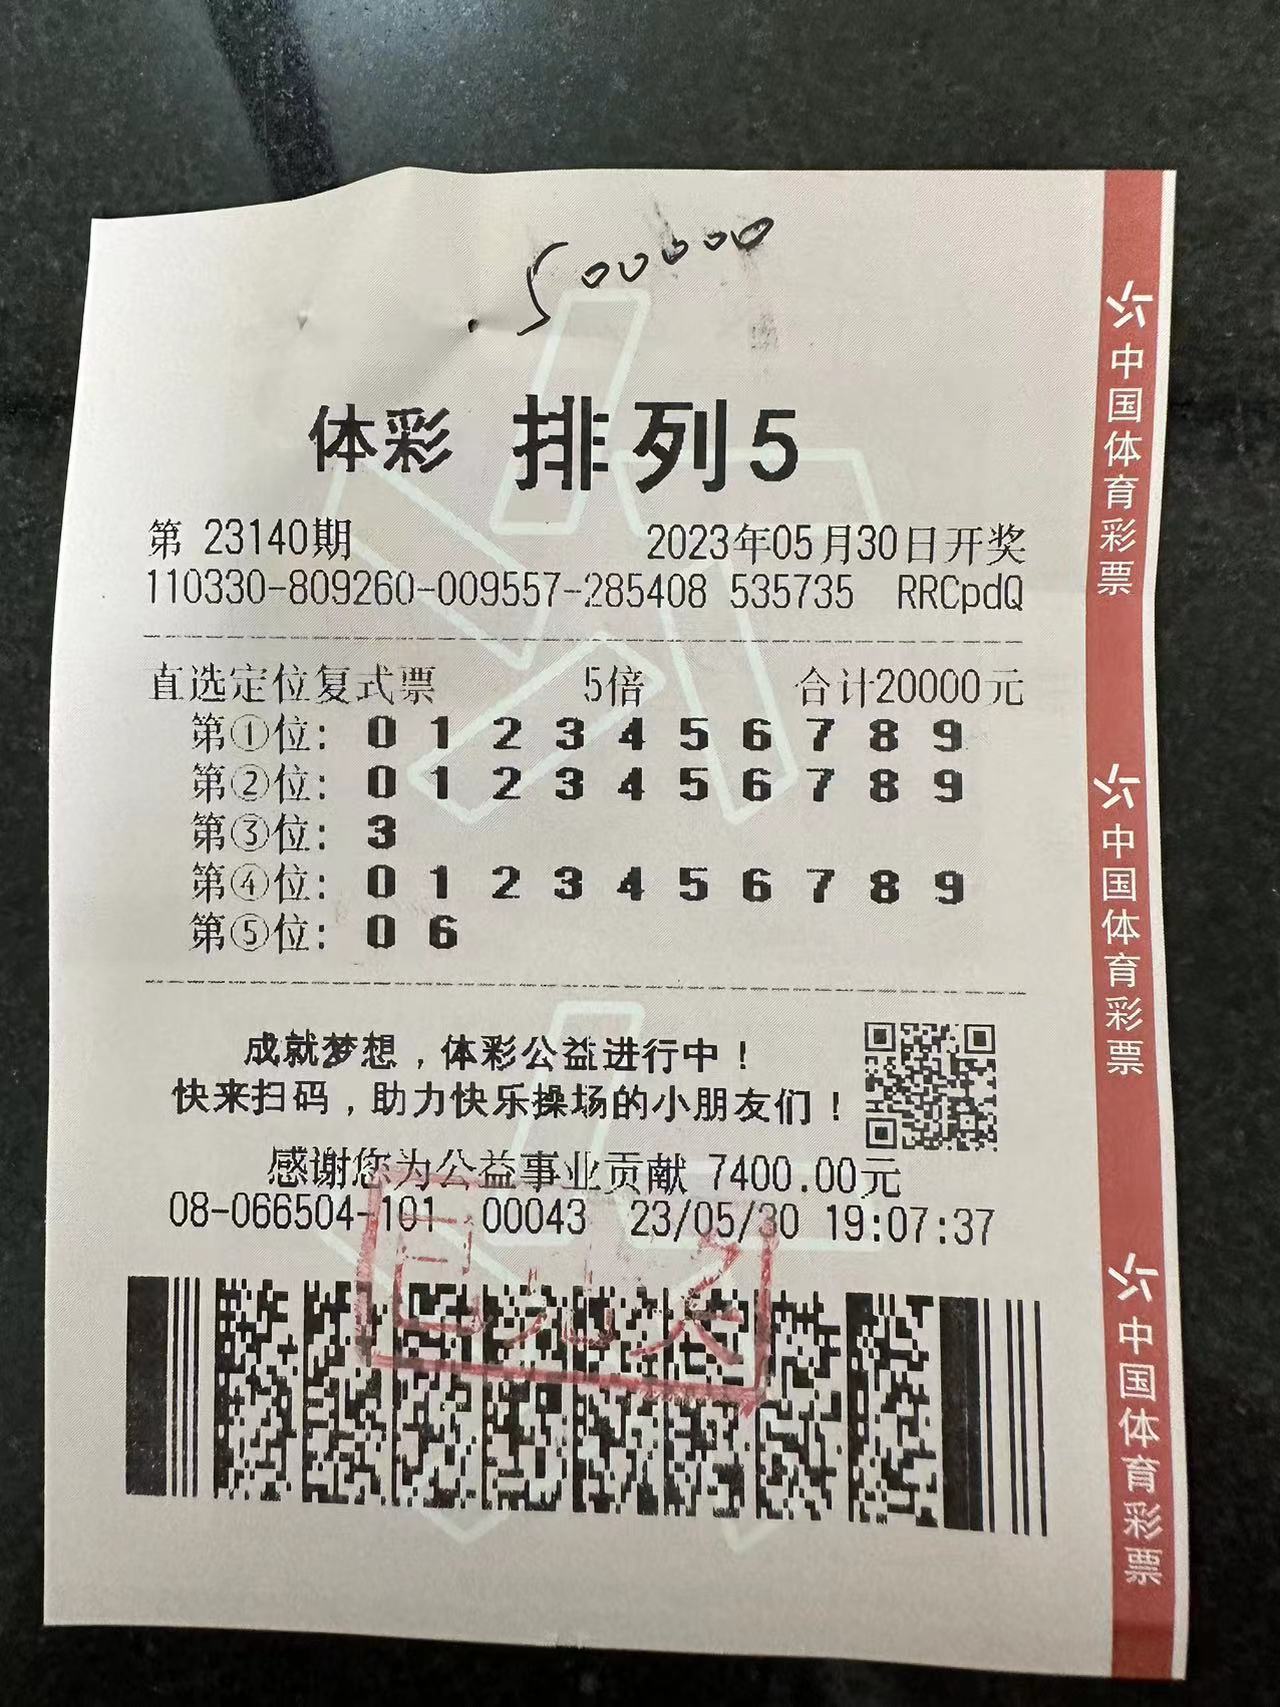 500000
体彩 排列5
第 23140期 2023年05月30日开奖
110330-809260-009557-285408 535735 RRCpdQ
直选定位复式票 5倍 合计20000元
第①位: 0 1 2 3 4 5 6 7 8 9
第②位: 0 1 2 3 4 5 6 7 8 9
第③位: 3
第④位: 0 1 2 3 4 5 6 7 8 9
第⑤位: 0 6
成就梦想，体彩公益进行中！
快来扫码，助力快乐操场的小朋友们！
感谢您为公益事业贡献 7400.00元
08-066504-101 00043 23/05/30 19:07:37
已兑奖
中国体育彩票
中国体育彩票
中国体育彩票